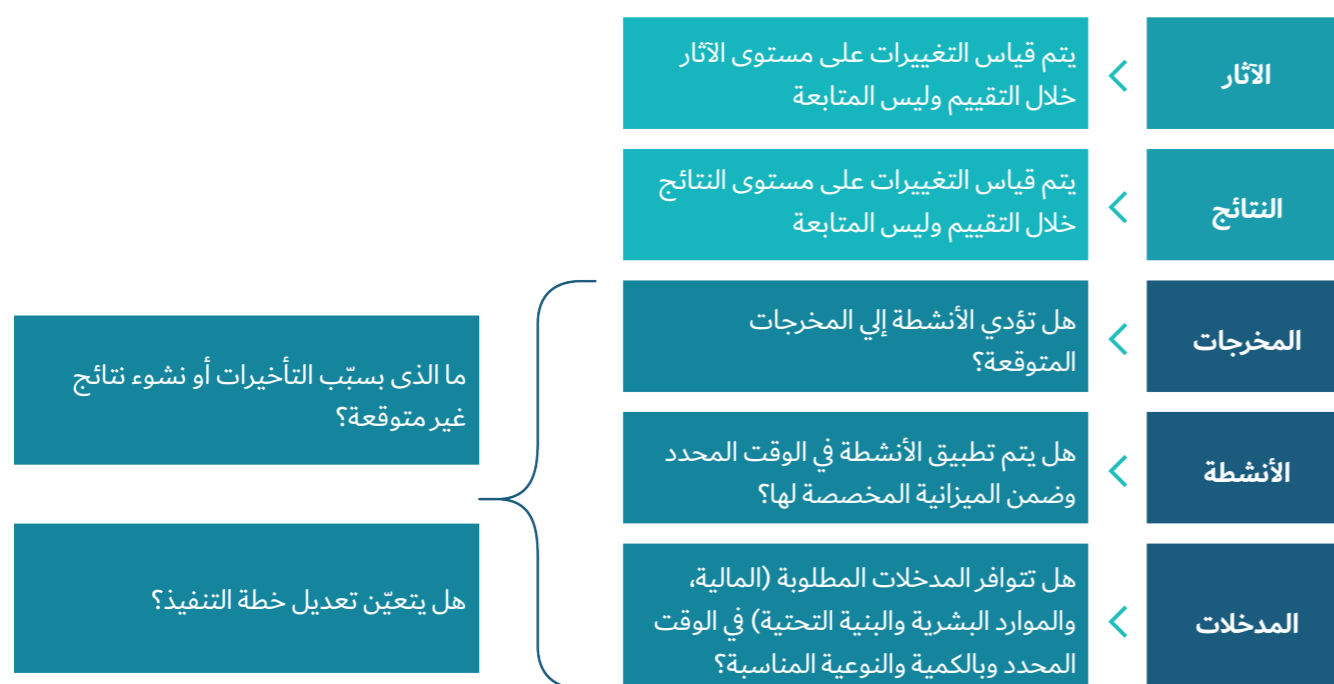 الآثار
يتم قياس التغييرات على مستوى الآثار
خلال التقييم وليس المتابعة
النتائج
يتم قياس التغييرات على مستوى النتائج
خلال التقييم وليس المتابعة
المخرجات
هل تؤدي الأنشطة إلي المخرجات
المتوقعة؟
الأنشطة
هل يتم تطبيق الأنشطة في الوقت المحدد
وضمن الميزانية المخصصة لها؟
المدخلات
هل تتوافر المدخلات المطلوبة (المالية،
والموارد البشرية والبنية التحتية) في الوقت
المحدد وبالكمية والنوعية المناسبة؟
ما الذى بسبّب التأخيرات أو نشوء نتائج
غير متوقعة؟
هل يتعيّن تعديل خطة التنفيذ؟